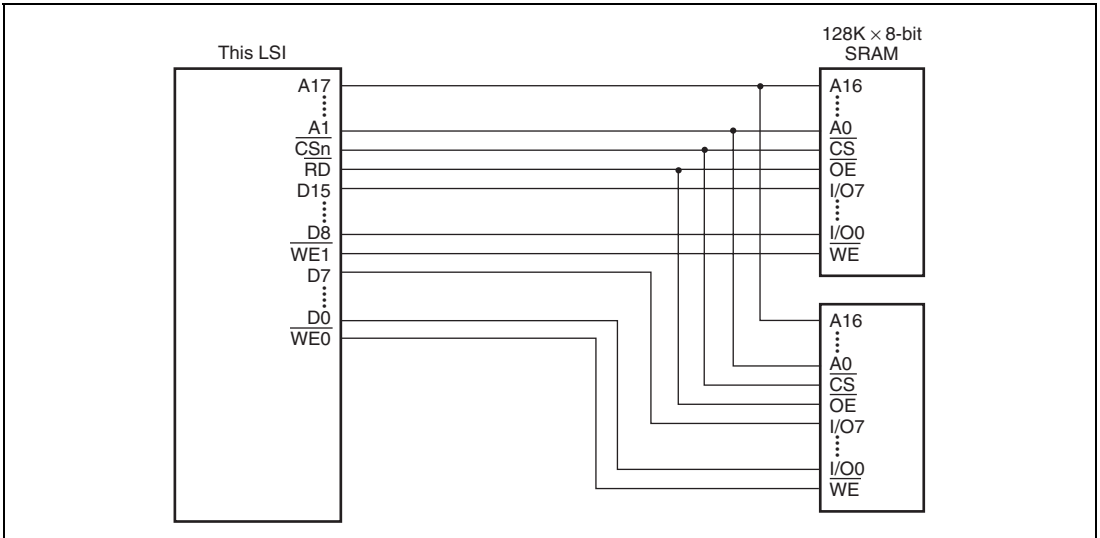 This LSI
A17
A1
CSn
RD
D15
D8
WE1
D7
D0
WE0
128K × 8-bit
SRAM
A16
A0
CS
OE
I/O7
I/O0
WE
A16
A0
CS
OE
I/O7
I/O0
WE